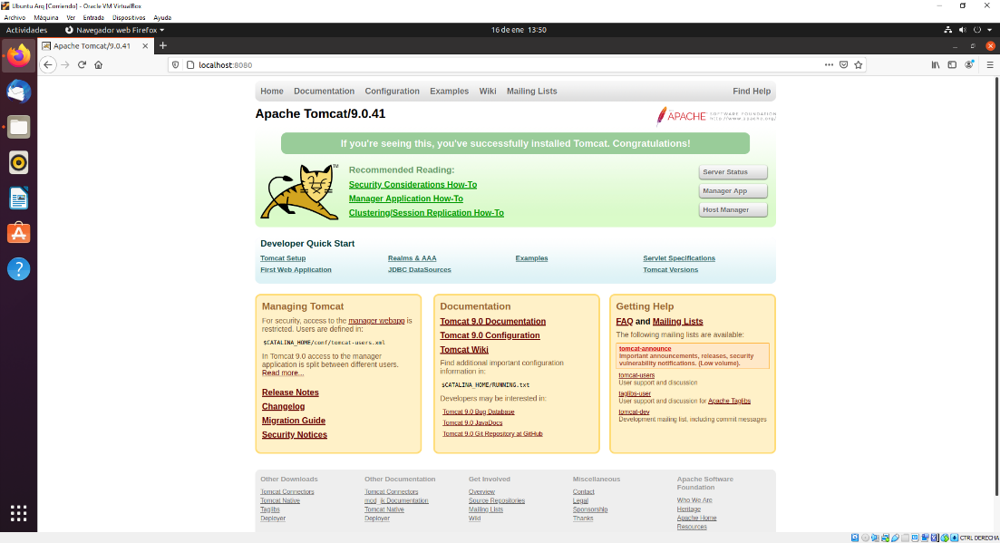 Ubuntu Arq [Corriendo] - Oracle VM VirtualBox
Archivo Máquina Ver Entrada Dispositivos Ayuda
Actividades Navegador web Firefox 16 de ene 13:50
Apache Tomcat/9.0.41
localhost:8080
Home Documentation Configuration Examples Wiki Mailing Lists Find Help
Apache Tomcat/9.0.41
APACHE SOFTWARE FOUNDATION
http://www.apache.org/
If you're seeing this, you've successfully installed Tomcat. Congratulations!
TM
Recommended Reading:
Security Considerations How-To
Manager Application How-To
Clustering/Session Replication How-To
Server Status
Manager App
Host Manager
Developer Quick Start
Tomcat Setup Realms & AAA Examples Servlet Specifications
First Web Application JDBC DataSources Tomcat Versions
Managing Tomcat
For security, access to the manager webapp is
restricted. Users are defined in:
$CATALINA_HOME/conf/tomcat-users.xml
In Tomcat 9.0 access to the manager
application is split between different users.
Read more...
Release Notes
Changelog
Migration Guide
Security Notices
Documentation
Tomcat 9.0 Documentation
Tomcat 9.0 Configuration
Tomcat Wiki
Find additional important configuration
information in:
$CATALINA_HOME/RUNNING.txt
Developers may be interested in:
Tomcat 9.0 Bug Database
Tomcat 9.0 JavaDocs
Tomcat 9.0 Git Repository at GitHub
Getting Help
FAQ and Mailing Lists
The following mailing lists are available:
tomcat-announce
Important announcements, releases, security
vulnerability notifications. (Low volume).
tomcat-users
User support and discussion
taglibs-user
User support and discussion for Apache Taglibs
tomcat-dev
Development mailing list, including commit messages
Other Downloads
Tomcat Connectors
Tomcat Native
Taglibs
Deployer
Other Documentation
Tomcat Connectors
mod_jk Documentation
Tomcat Native
Deployer
Get Involved
Overview
Source Repositories
Mailing Lists
Wiki
Miscellaneous
Contact
Legal
Sponsorship
Thanks
Apache Software
Foundation
Who We Are
Heritage
Apache Home
Resources
CTRL DERECHA